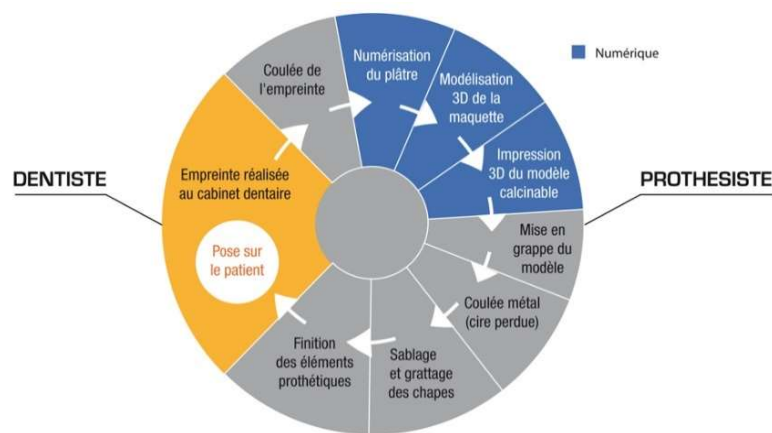 Numérisation
du plâtre
Numérique
Coulée de
l'empreinte
Modélisation
3D de la
maquette
Impression
3D du modèle
calcinable
DENTISTE
Empreinte réalisée
au cabinet dentaire
PROTHESISTE
Mise en
grappe du
modèle
Pose sur
le patient
Coulée métal
(cire perdue)
Finition
des éléments
prothétiques
Sablage
et grattage
des chapes